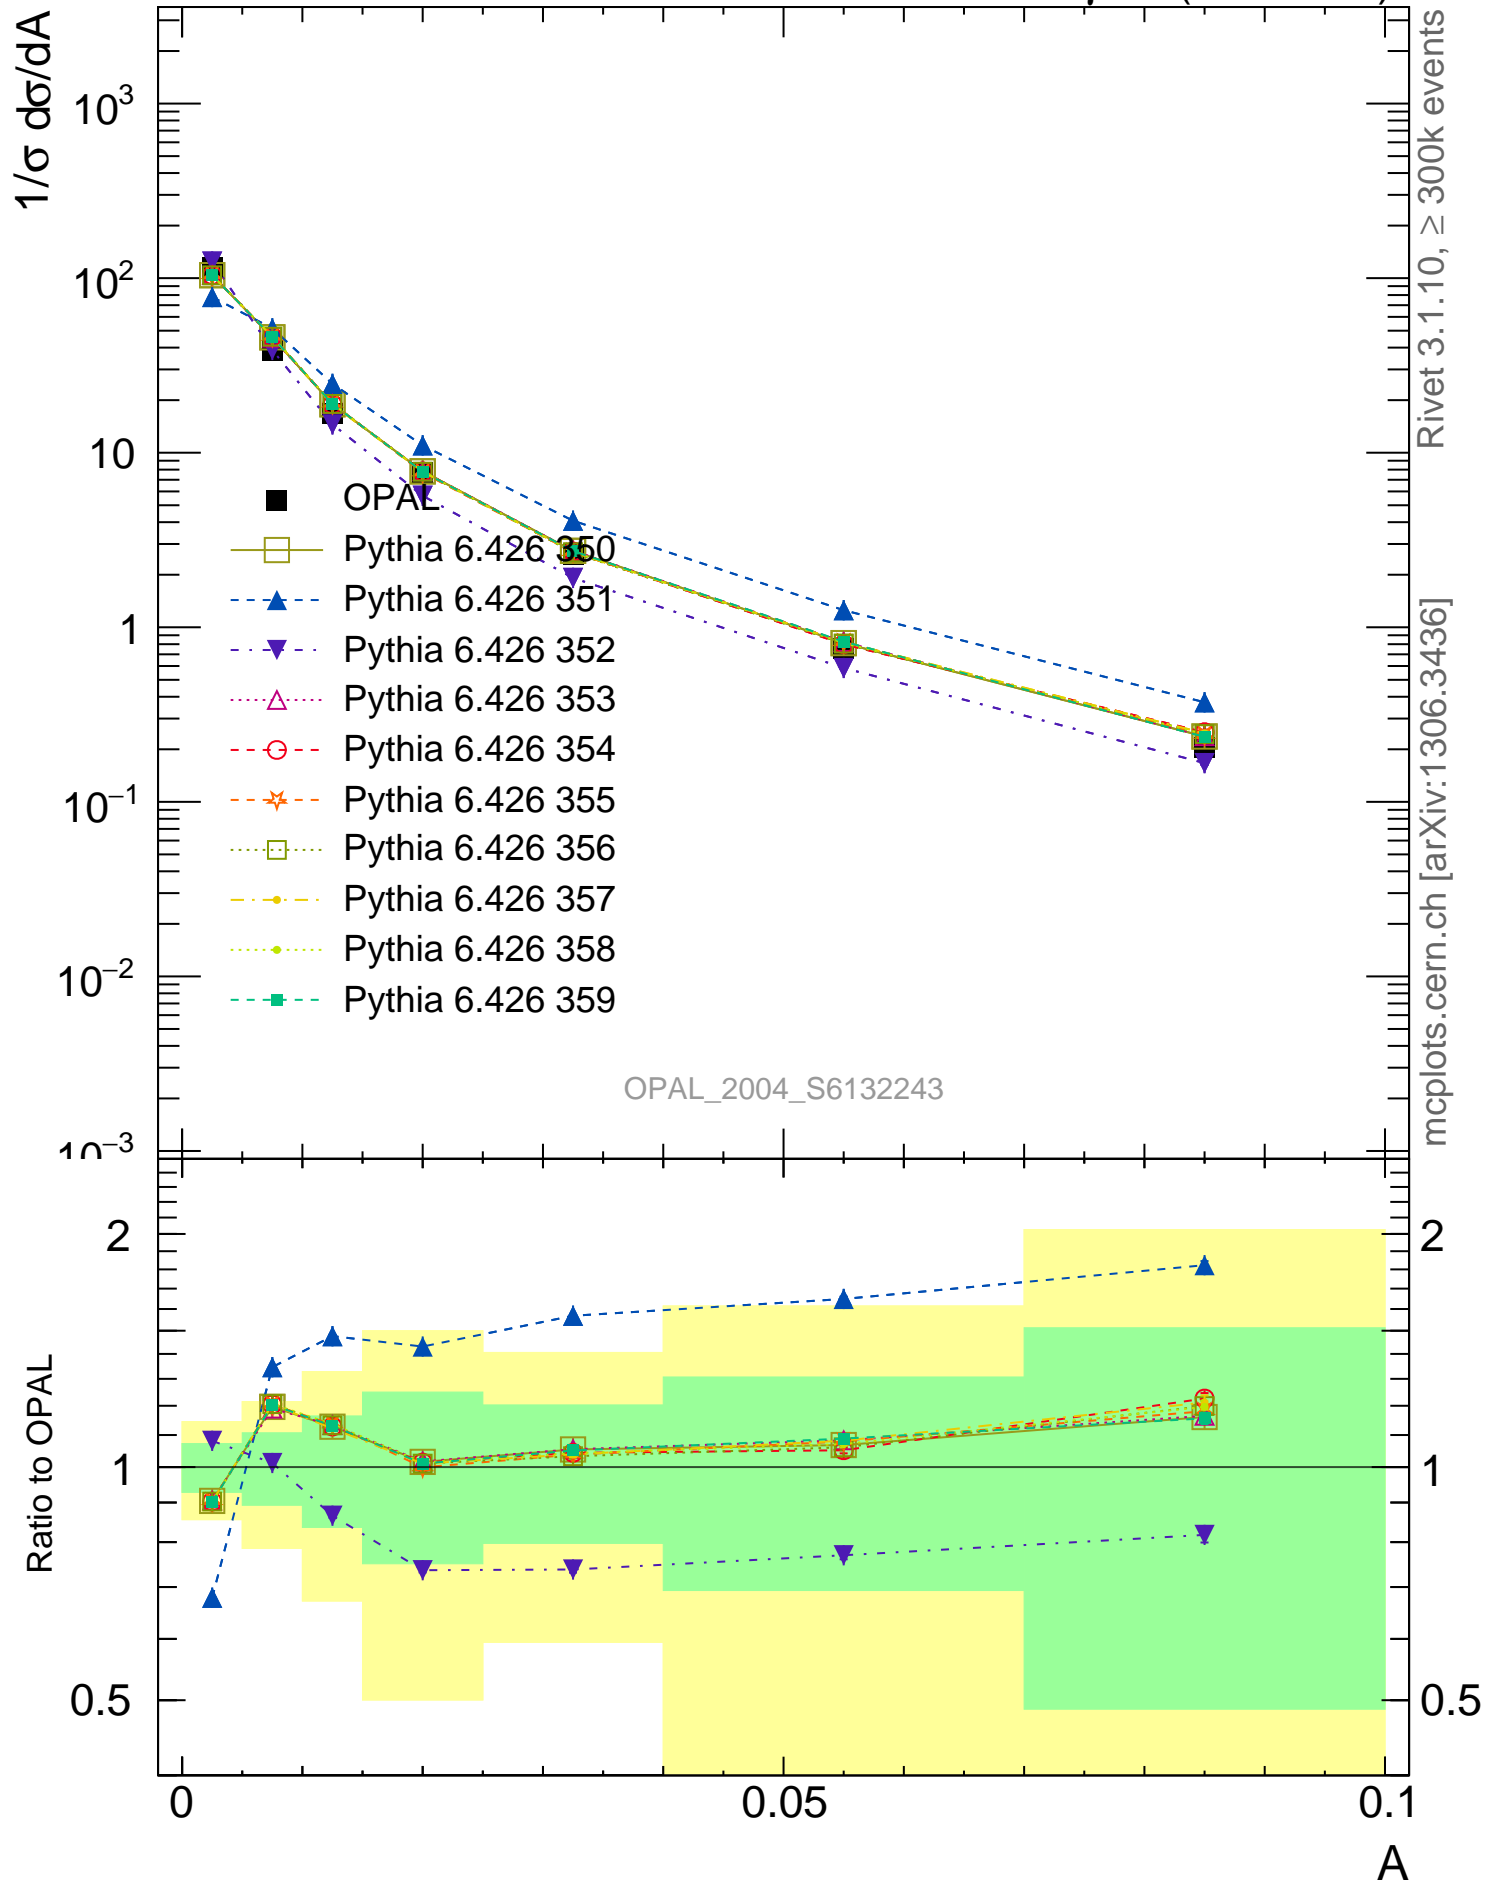 1/σ dσ/dA
10³
10²
10
1
10⁻¹
10⁻²
10⁻³
OPAL
Pythia 6.426 350
Pythia 6.426 351
Pythia 6.426 352
Pythia 6.426 353
Pythia 6.426 354
Pythia 6.426 355
Pythia 6.426 356
Pythia 6.426 357
Pythia 6.426 358
Pythia 6.426 359
OPAL_2004_S6132243
Rivet 3.1.10, ≥ 300k events
mcplots.cern.ch [arXiv:1306.3436]
Ratio to OPAL
2
1
0.5
2
1
0.5
0
0.05
0.1
A